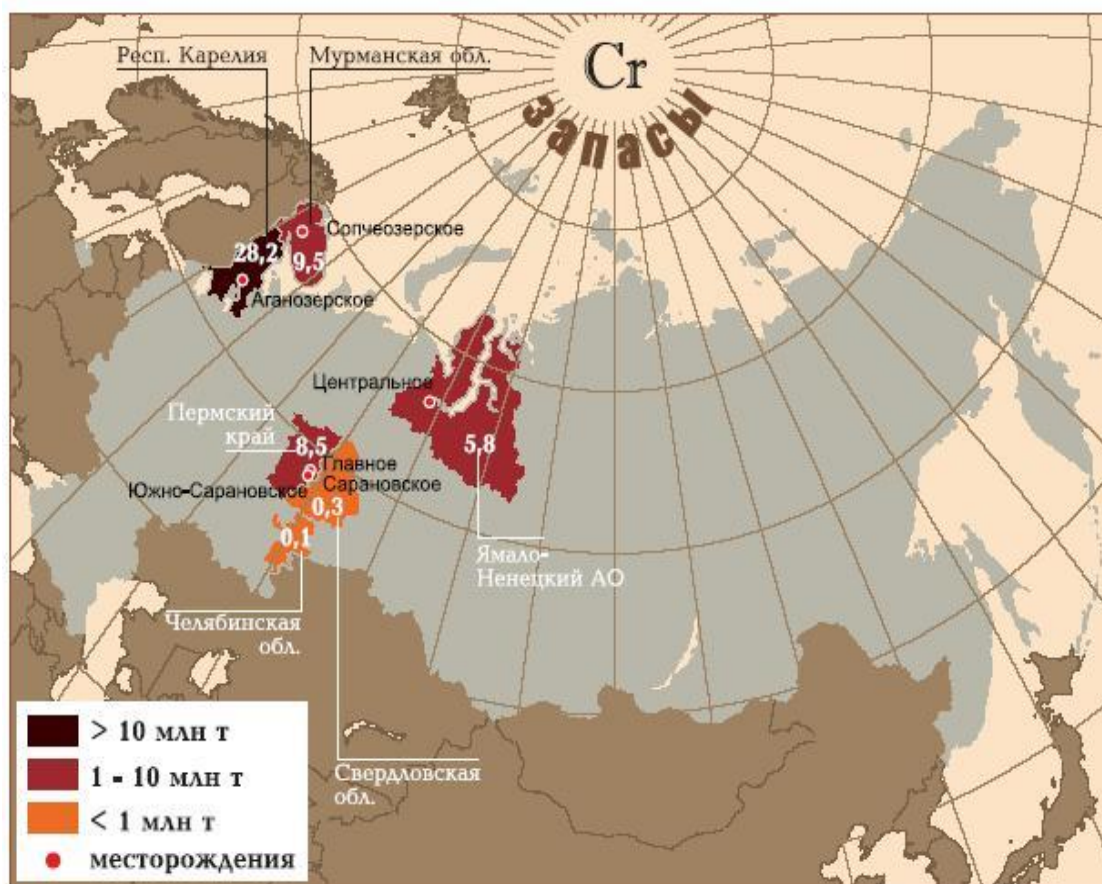 Cr
запасы
Респ. Карелия
Мурманская обл.
Сопчеозерское
28,2
9,5
Аганозерское
Центральное
Пермский
край
8,5
5,8
Главное
Сарановское
Южно-Сарановское
0,3
0,1
Ямало-
Ненецкий АО
Челябинская
обл.
Свердловская
обл.
> 10 млн т
1 - 10 млн т
< 1 млн т
месторождения